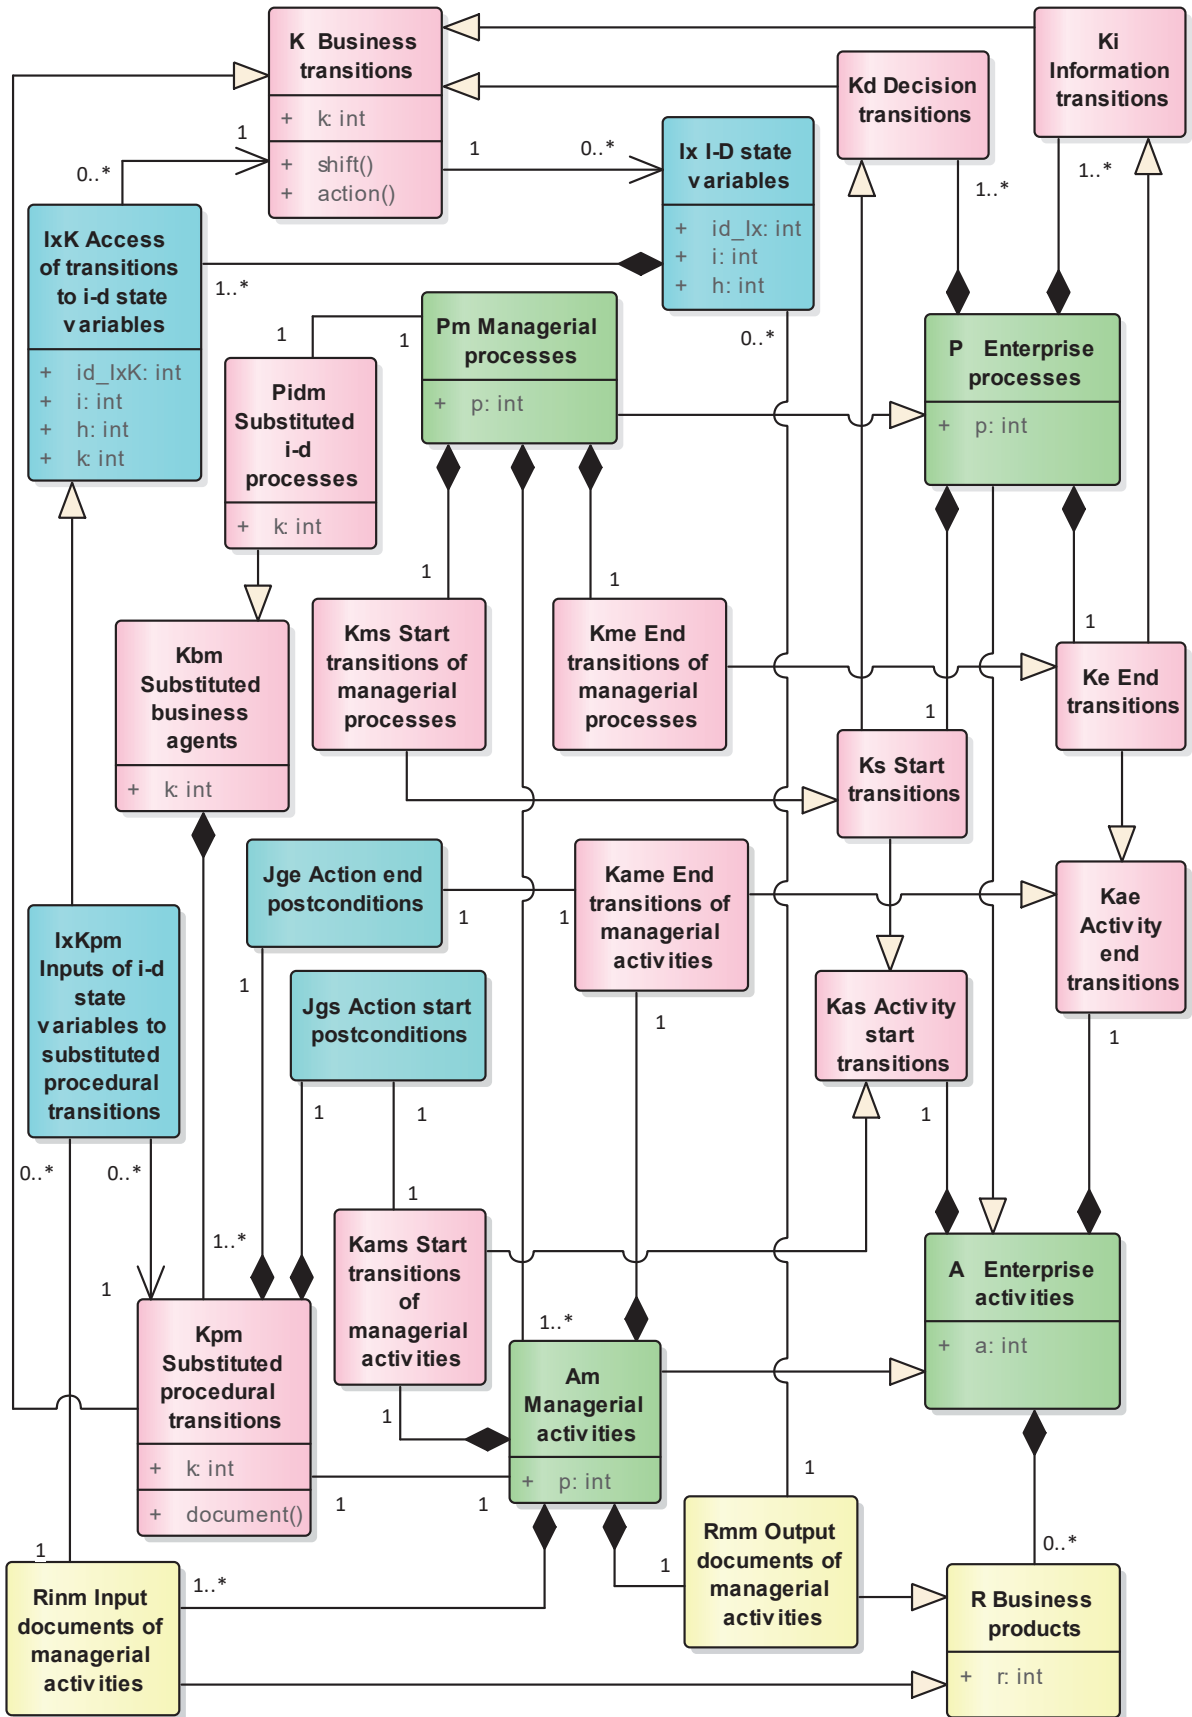 K Business
transitions
+ k: int
+ shift()
+ action()
Kd Decision
transitions
Ki
Information
transitions
1
0..*
1
0..*
Ix I-D state
variables
+ id_Ix: int
+ i: int
+ h: int
1..*
1..*
IxK Access
of transitions
to i-d state
variables
+ id_IxK: int
+ i: int
+ h: int
+ k: int
1..*
0..*
1
1
Pm Managerial
processes
+ p: int
P Enterprise
processes
+ p: int
Pidm
Substituted
i-d
processes
+ k: int
1
1
1
1
Kbm
Substituted
business
agents
+ k: int
Kms Start
transitions of
managerial
processes
Kme End
transitions of
managerial
processes
Ke End
transitions
Ks Start
transitions
Jge Action end
postconditions
1
1
Kame End
transitions of
managerial
activities
Kae
Activity
end
transitions
IxKpm
Inputs of i-d
state
variables to
substituted
procedural
transitions
1
Jgs Action start
postconditions
1
Kas Activity
start
transitions
1
1
1
1
0..*
0..*
1
1..*
1
Kams Start
transitions
of
managerial
activities
A Enterprise
activities
+ a: int
1..*
Kpm
Substituted
procedural
transitions
+ k: int
+ document()
1
Am
Managerial
activities
+ p: int
1
1
1
Rmm Output
documents of
managerial
activities
0..*
1
1..*
1
Rinm Input
documents of
managerial
activities
R Business
products
+ r: int